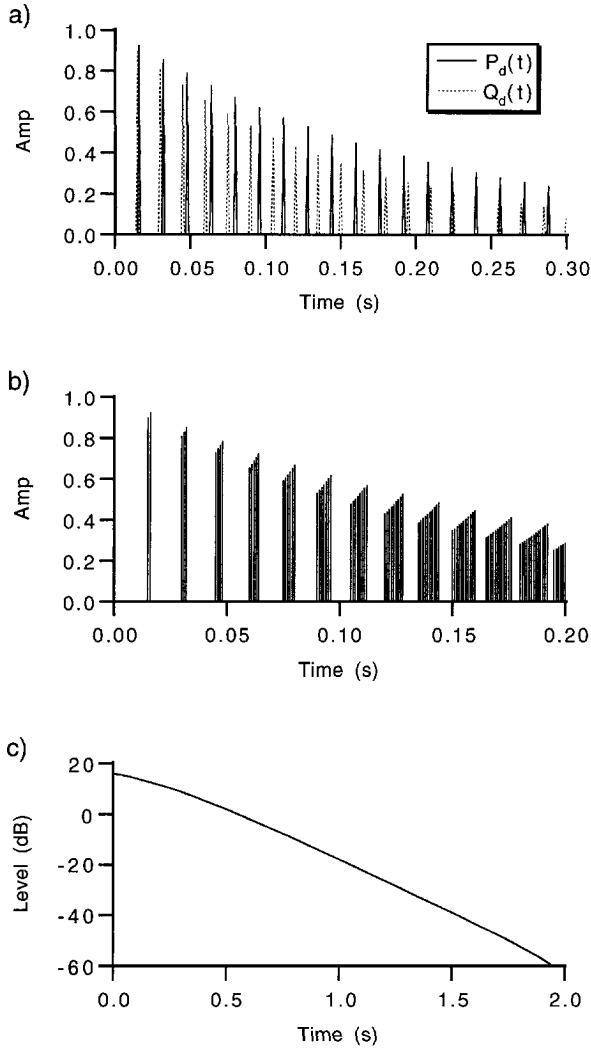 a)
1.0
0.8
0.6
0.4
0.2
0.0
Amp
P_d(t)
Q_d(t)
0.00 0.05 0.10 0.15 0.20 0.25 0.30
Time (s)
b)
1.0
0.8
0.6
0.4
0.2
0.0
Amp
0.00 0.05 0.10 0.15 0.20
Time (s)
c)
20
0
-20
-40
-60
Level (dB)
0.0 0.5 1.0 1.5 2.0
Time (s)